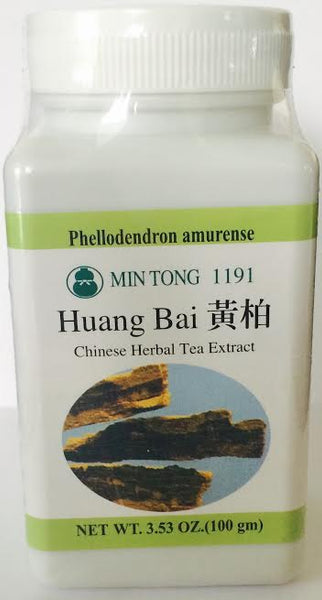 Phellodendron amurense
MIN TONG 1191
Huang Bai 黃柏
Chinese Herbal Tea Extract
NET WT. 3.53 OZ.(100 gm)